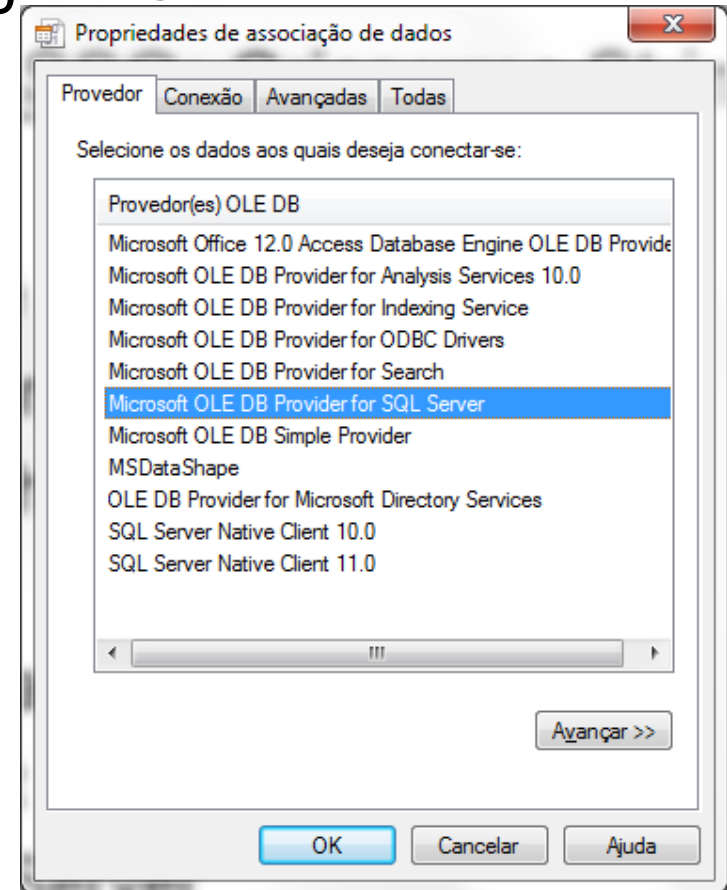 Propriedades de associação de dados
Provedor Conexão Avançadas Todas
Selecione os dados aos quais deseja conectar-se:
Provedor(es) OLE DB
Microsoft Office 12.0 Access Database Engine OLE DB Provide
Microsoft OLE DB Provider for Analysis Services 10.0
Microsoft OLE DB Provider for Indexing Service
Microsoft OLE DB Provider for ODBC Drivers
Microsoft OLE DB Provider for Search
Microsoft OLE DB Provider for SQL Server
Microsoft OLE DB Simple Provider
MSDataShape
OLE DB Provider for Microsoft Directory Services
SQL Server Native Client 10.0
SQL Server Native Client 11.0
Avançar >>
OK Cancelar Ajuda